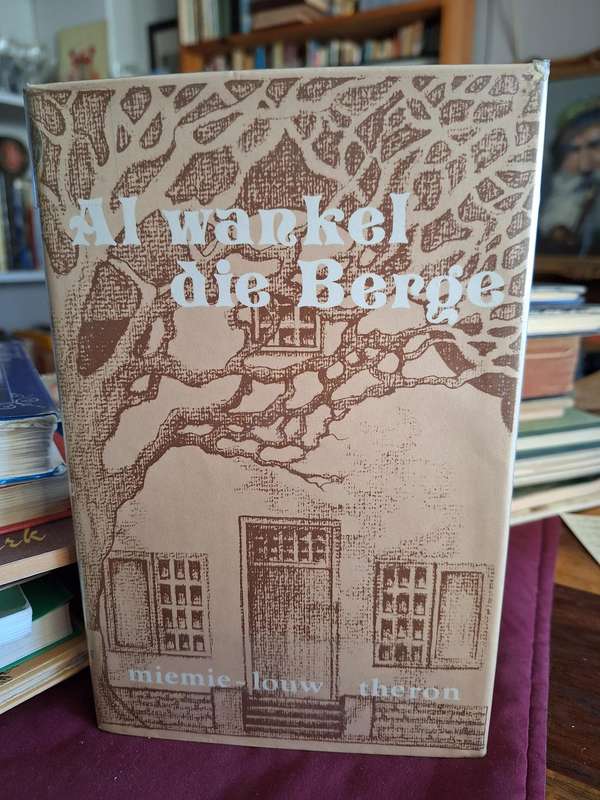 Al wankel
die Berge
miemie-louw theron